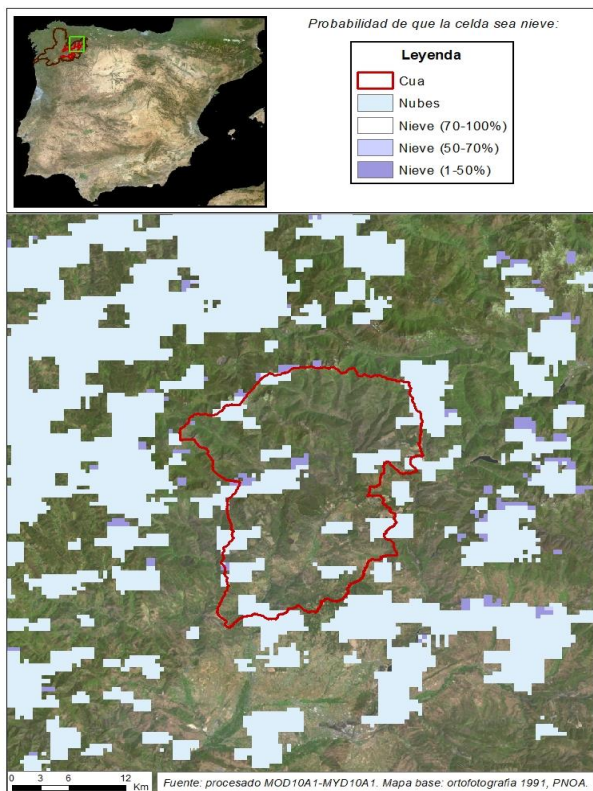 Probabilidad de que la celda sea nieve:
Leyenda
Cua
Nubes
Nieve (70-100%)
Nieve (50-70%)
Nieve (1-50%)
0 3 6 12
Km
Fuente: procesado MOD10A1-MYD10A1. Mapa base: ortofotografia 1991, PNOA.